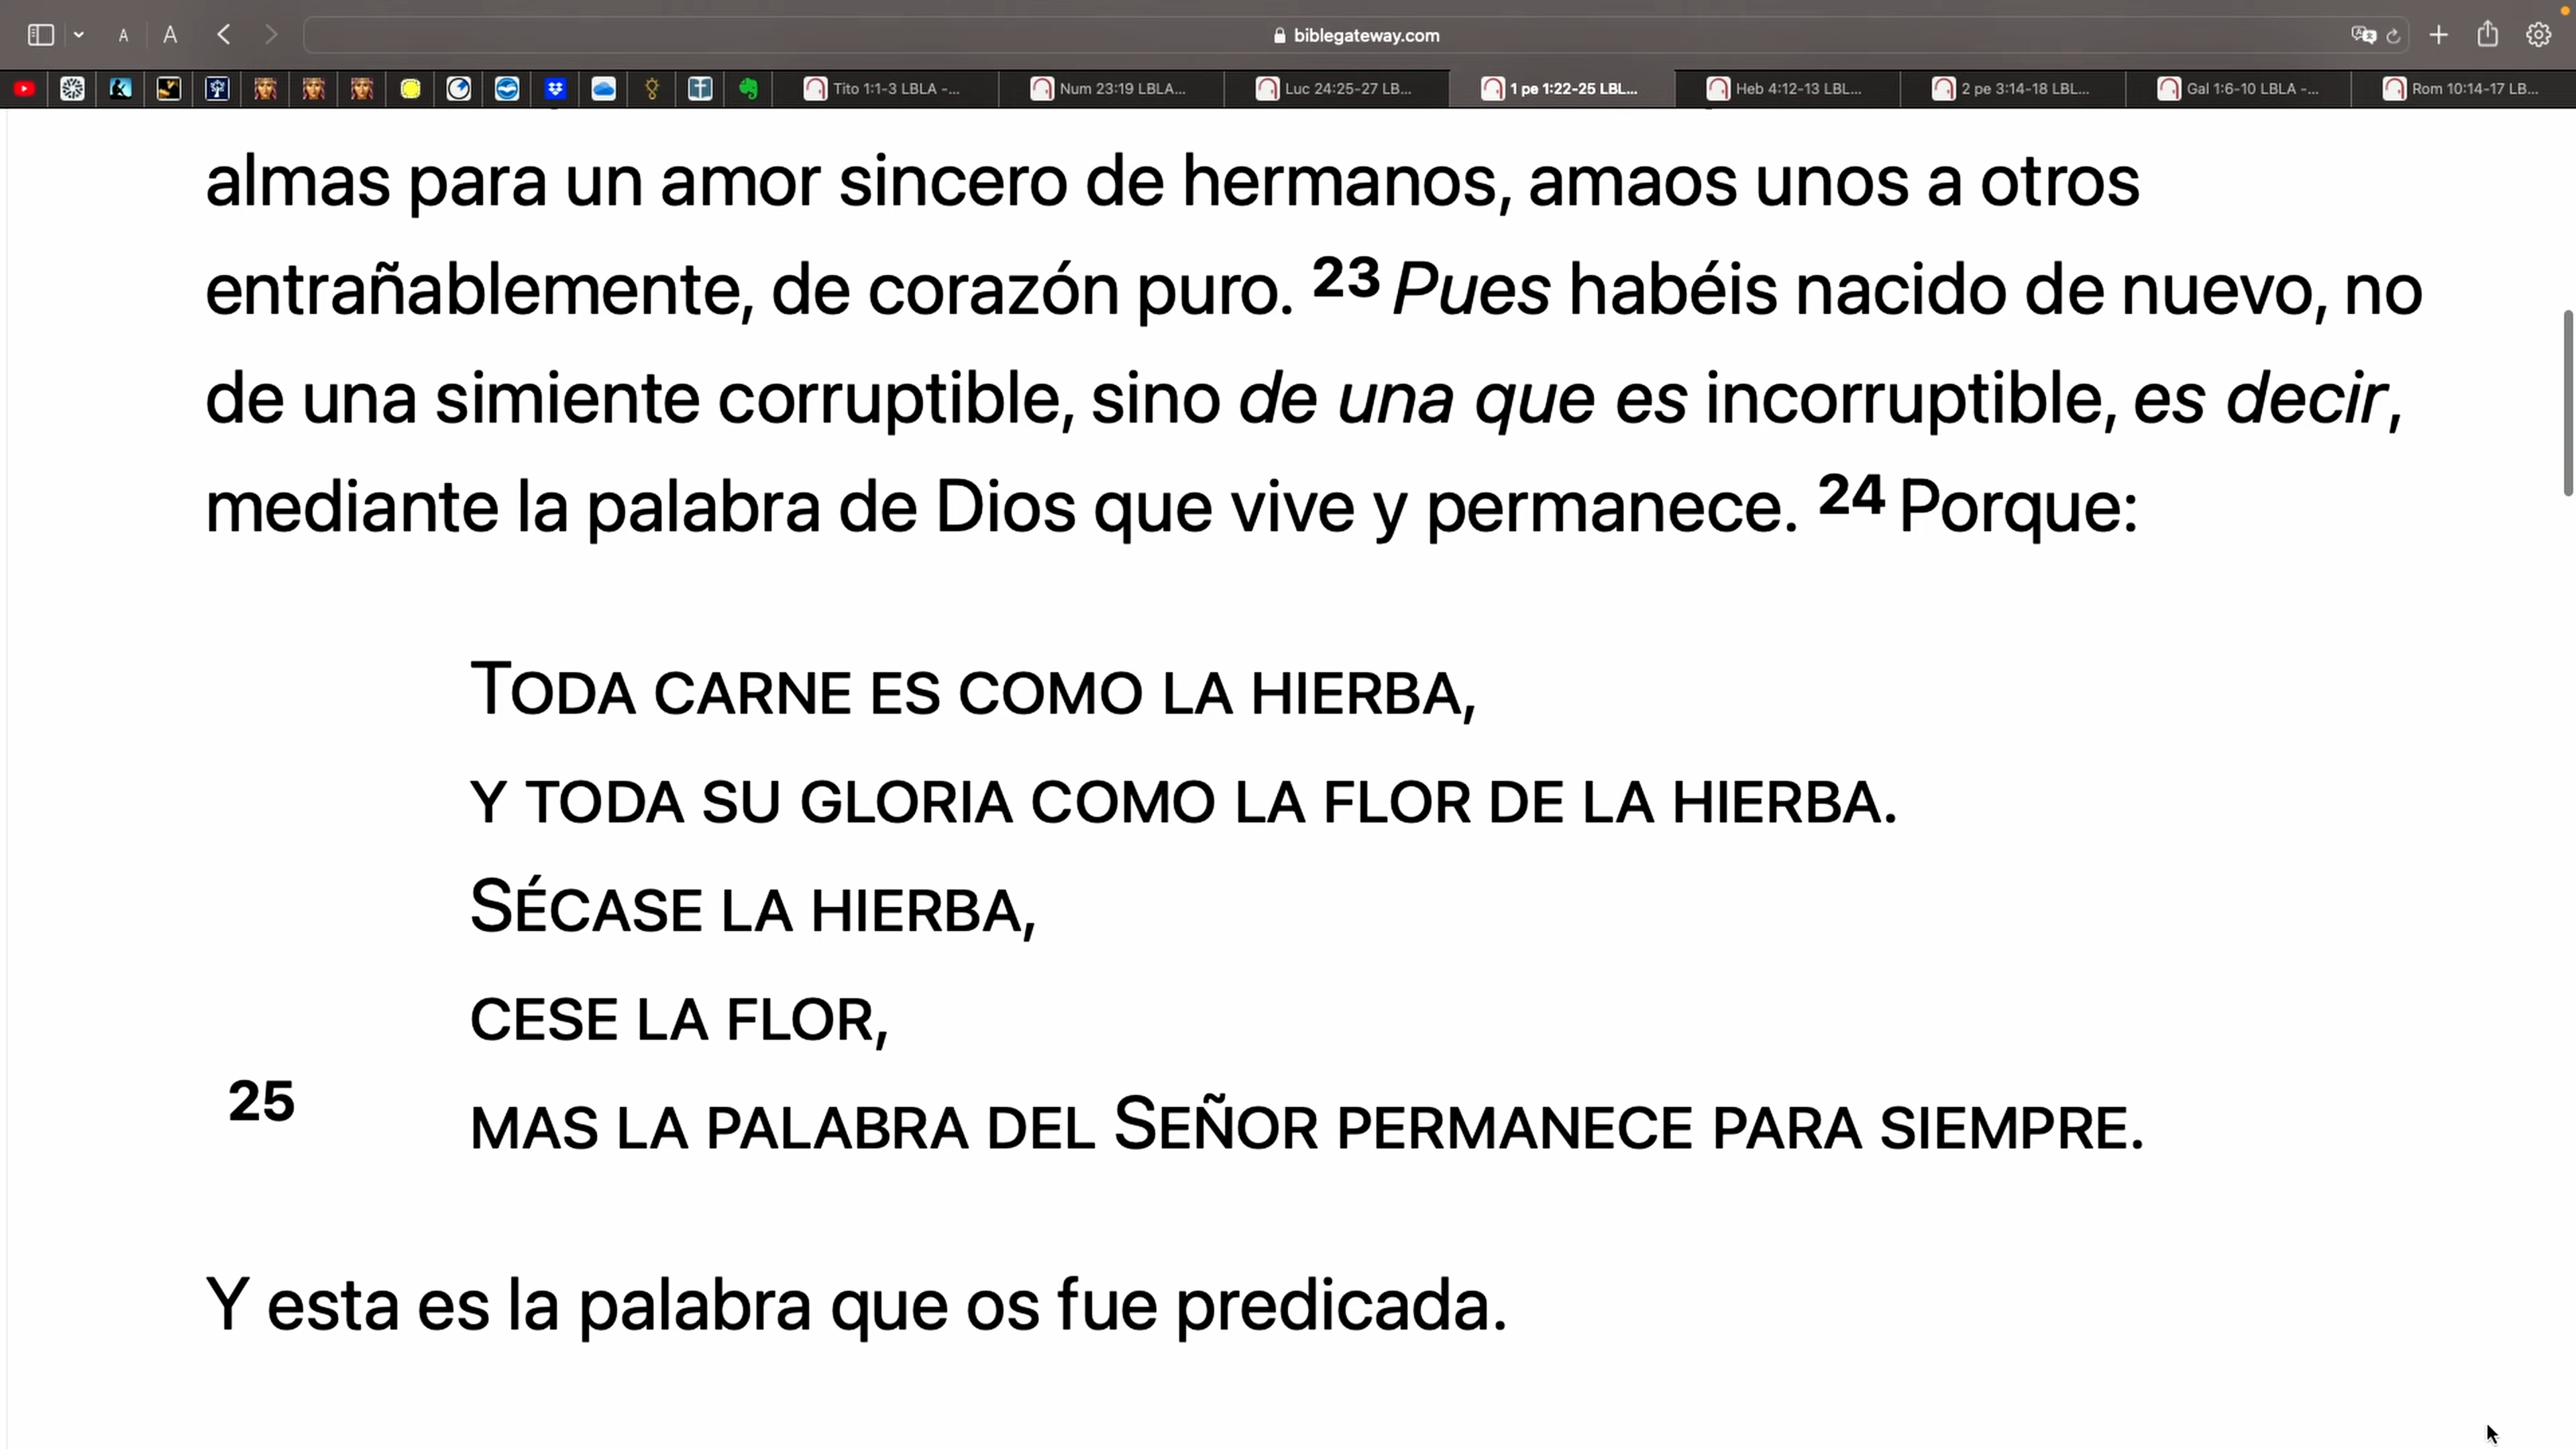 A A biblegateway.com
Tito 1:1-3 LBLA -... Num 23:19 LBLA... Luc 24:25-27 LB... 1 pe 1:22-25 LBL... Heb 4:12-13 LBL... 2 pe 3:14-18 LBL... Gal 1:6-10 LBLA -... Rom 10:14-17 LB...
almas para un amor sincero de hermanos, amaos unos a otros
entrañablemente, de corazón puro. 23 Pues habéis nacido de nuevo, no
de una simiente corruptible, sino de una que es incorruptible, es decir,
mediante la palabra de Dios que vive y permanece. 24 Porque:
TODA CARNE ES COMO LA HIERBA,
Y TODA SU GLORIA COMO LA FLOR DE LA HIERBA.
SÉCASE LA HIERBA,
CESE LA FLOR,
25 MAS LA PALABRA DEL SEÑOR PERMANECE PARA SIEMPRE.
Y esta es la palabra que os fue predicada.